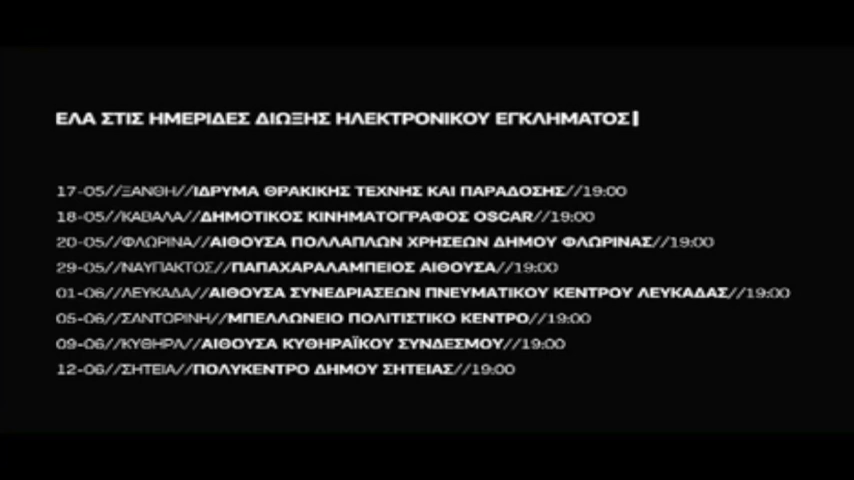 ΕΛΑ ΣΤΙΣ ΗΜΕΡΙΔΕΣ ΔΙΩΞΗΣ ΗΛΕΚΤΡΟΝΙΚΟΥ ΕΓΚΛΗΜΑΤΟΣ
17-05//ΞΑΝΘΗ//ΙΔΡΥΜΑ ΘΡΑΚΙΚΗΣ ΤΕΧΝΗΣ ΚΑΙ ΠΑΡΑΔΟΣΗΣ//19:00
18-05//ΚΑΒΑΛΑ//ΔΗΜΟΤΙΚΟΣ ΚΙΝΗΜΑΤΟΓΡΑΦΟΣ OSCAR//19:00
20-05//ΦΛΩΡΙΝΑ//ΑΙΘΟΥΣΑ ΠΟΛΛΑΠΛΩΝ ΧΡΗΣΕΩΝ ΔΗΜΟΥ ΦΛΩΡΙΝΑΣ//19:00
29-05//ΝΑΥΠΑΚΤΟΣ//ΠΑΠΑΧΑΡΑΛΑΜΠΕΙΟΣ ΑΙΘΟΥΣΑ//19:00
01-06//ΛΕΥΚΑΔΑ//ΑΙΘΟΥΣΑ ΣΥΝΕΔΡΙΑΣΕΩΝ ΠΝΕΥΜΑΤΙΚΟΥ ΚΕΝΤΡΟΥ ΛΕΥΚΑΔΑΣ//19:00
05-06//ΣΑΝΤΟΡΙΝΗ//ΜΠΕΛΛΩΝΕΙΟ ΠΟΛΙΤΙΣΤΙΚΟ ΚΕΝΤΡΟ//19:00
09-06//ΚΥΘΗΡΑ//ΑΙΘΟΥΣΑ ΚΥΘΗΡΑΪΚΟΥ ΣΥΝΔΕΣΜΟΥ//19:00
12-06//ΣΗΤΕΙΑ//ΠΟΛΥΚΕΝΤΡΟ ΔΗΜΟΥ ΣΗΤΕΙΑΣ//19:00